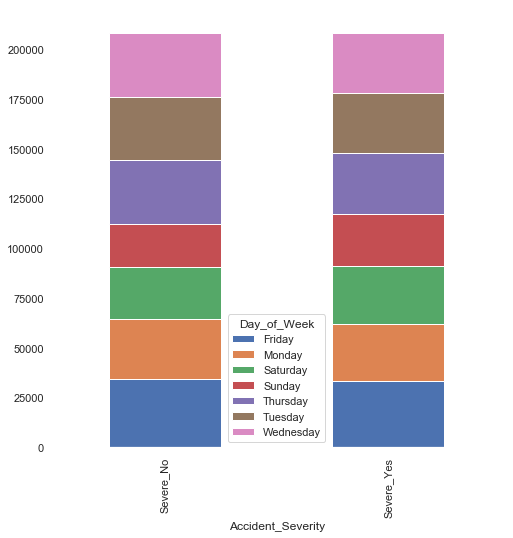 200000
175000
150000
125000
100000
75000
50000
25000
0
Day_of_Week
Friday
Monday
Saturday
Sunday
Thursday
Tuesday
Wednesday
Severe_No
Severe_Yes
Accident_Severity